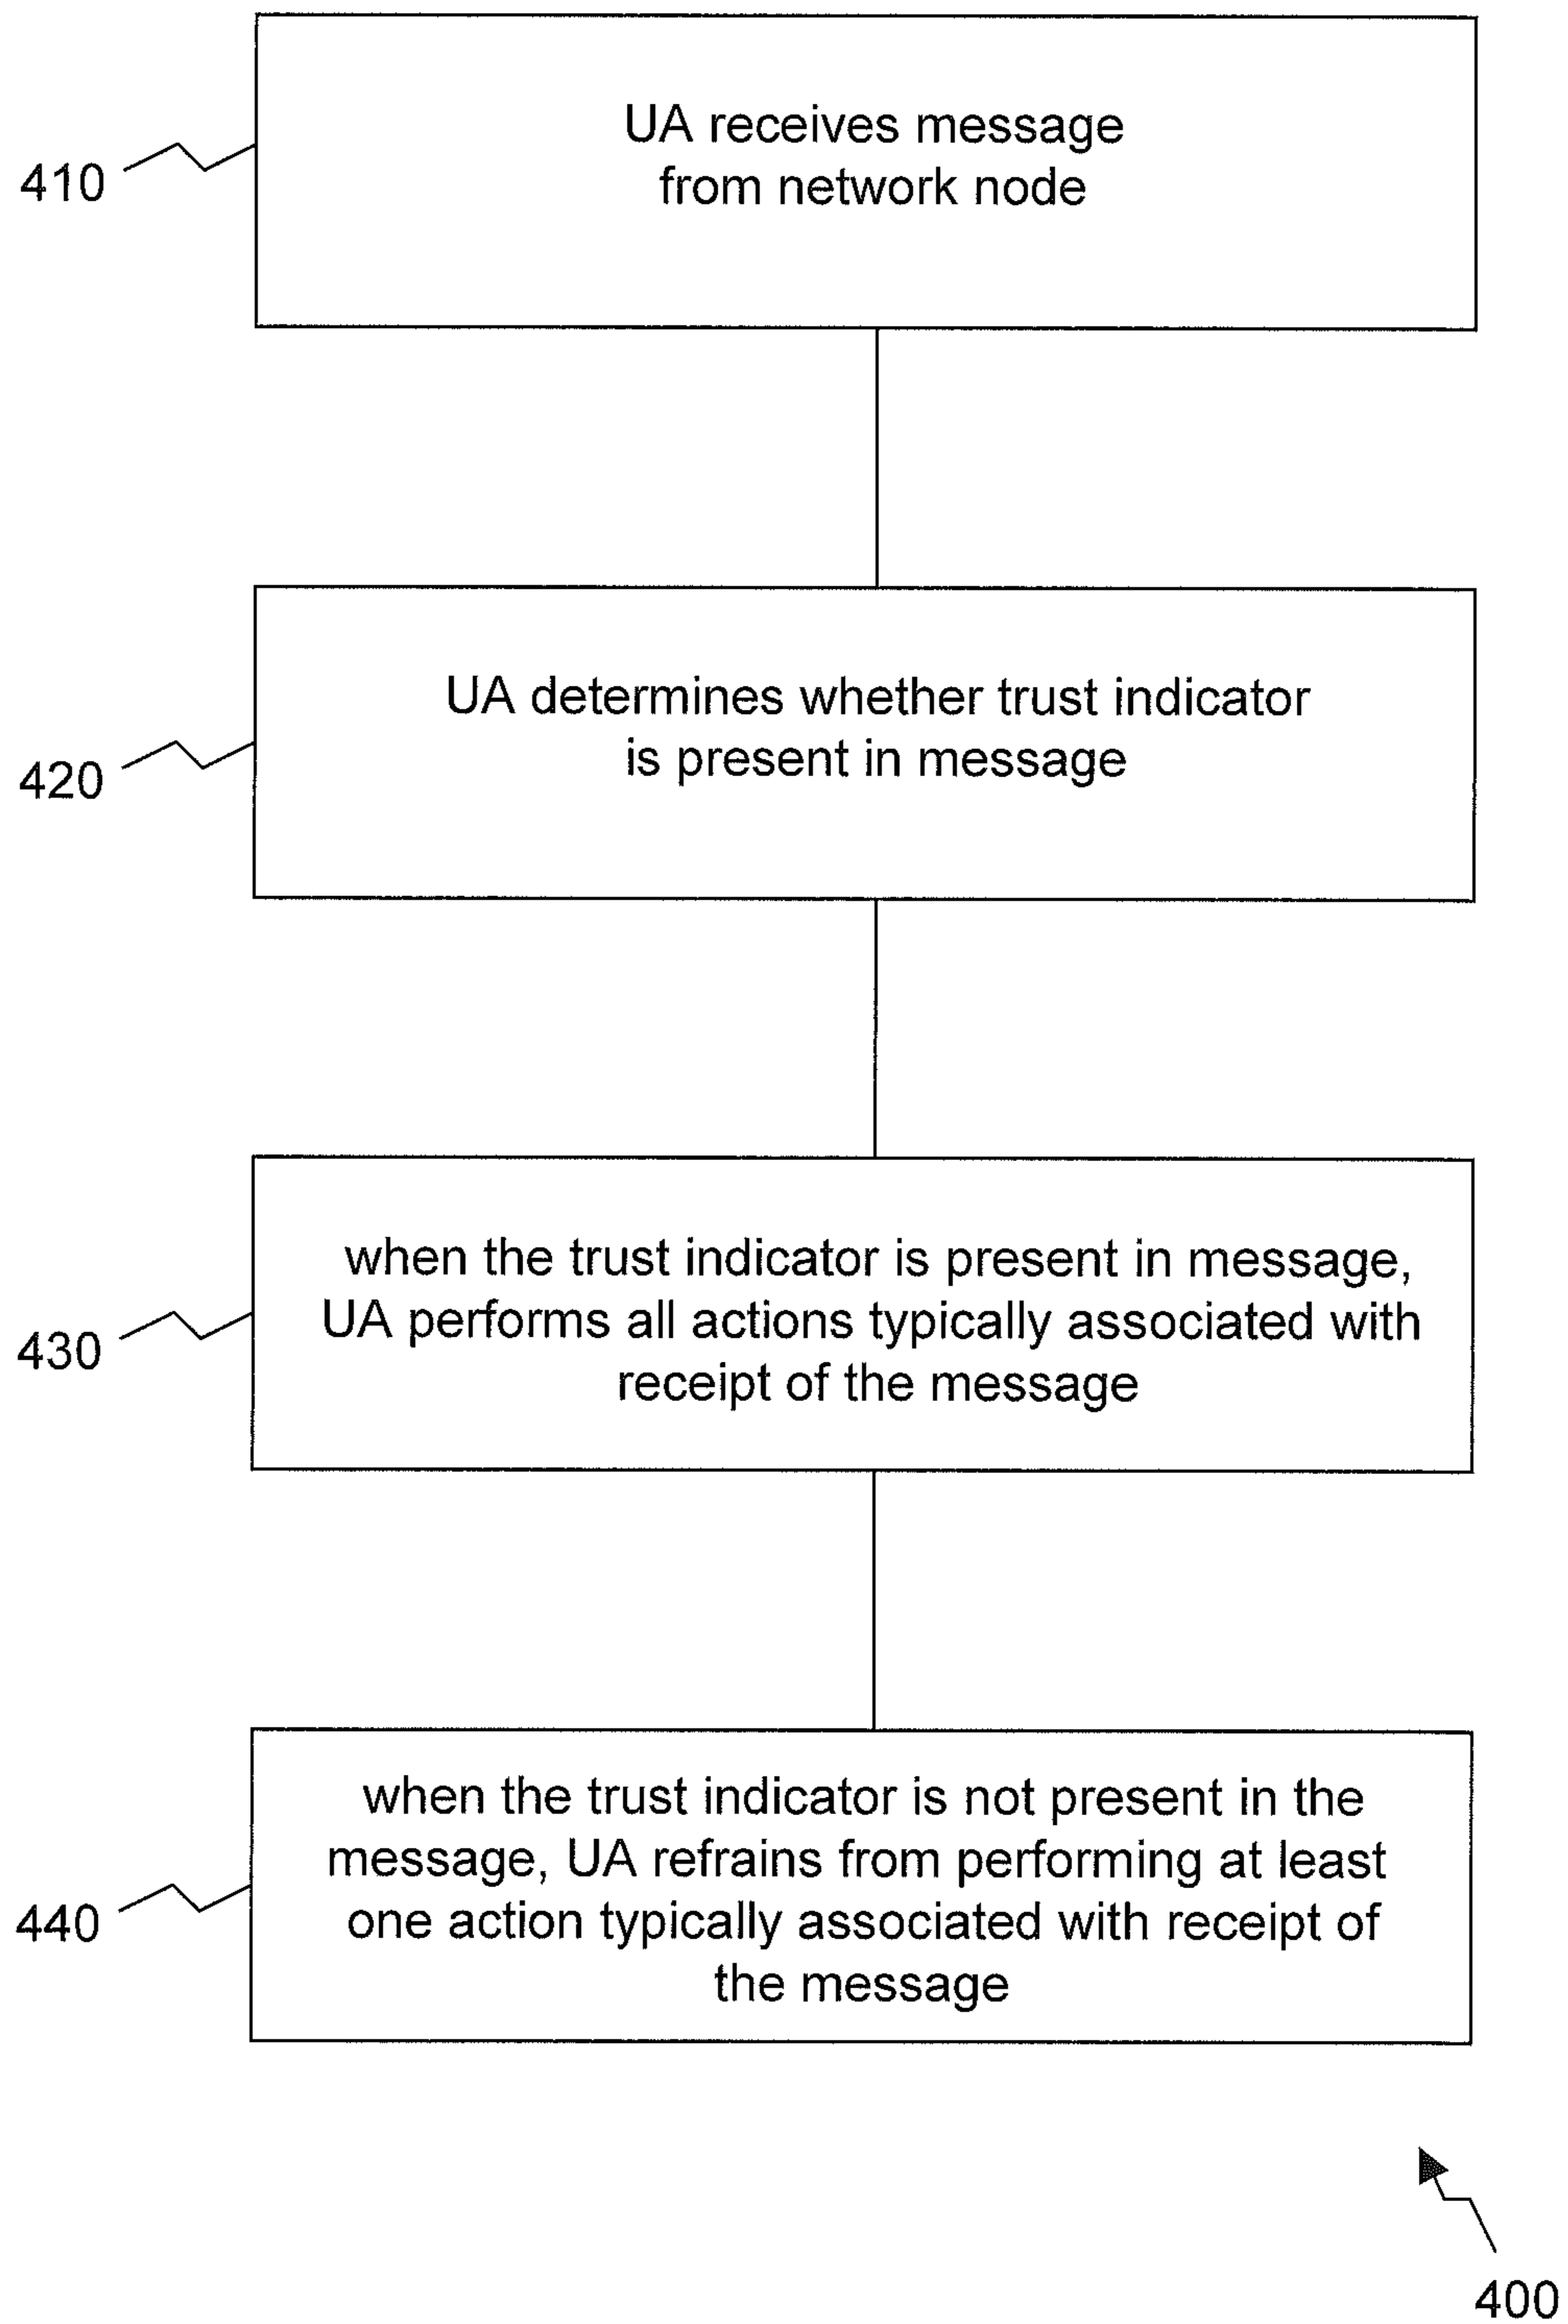 UA receives message
from network node
410
UA determines whether trust indicator
is present in message
420
when the trust indicator is present in message,
UA performs all actions typically associated with
receipt of the message
430
when the trust indicator is not present in the
message, UA refrains from performing at least
one action typically associated with receipt of
the message
440
400